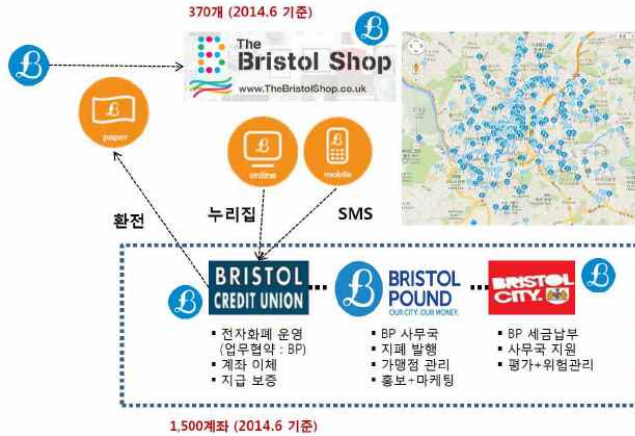 370개 (2014.6 기준)
The
Bristol Shop
www.TheBristolShop.co.uk
paper
online
mobile
환전
누리집
SMS
BRISTOL
CREDIT UNION
BRISTOL
POUND
OUR CITY. OUR MONEY.
BRISTOL
CITY.
▪ 전자화폐 운영
(업무협약 : BP)
▪ 계좌 이체
▪ 지급 보증
▪ BP 사무국
▪ 지폐 발행
▪ 가맹점 관리
▪ 홍보+마케팅
▪ BP 세금납부
▪ 사무국 지원
▪ 평가+위험관리
1,500계좌 (2014.6 기준)